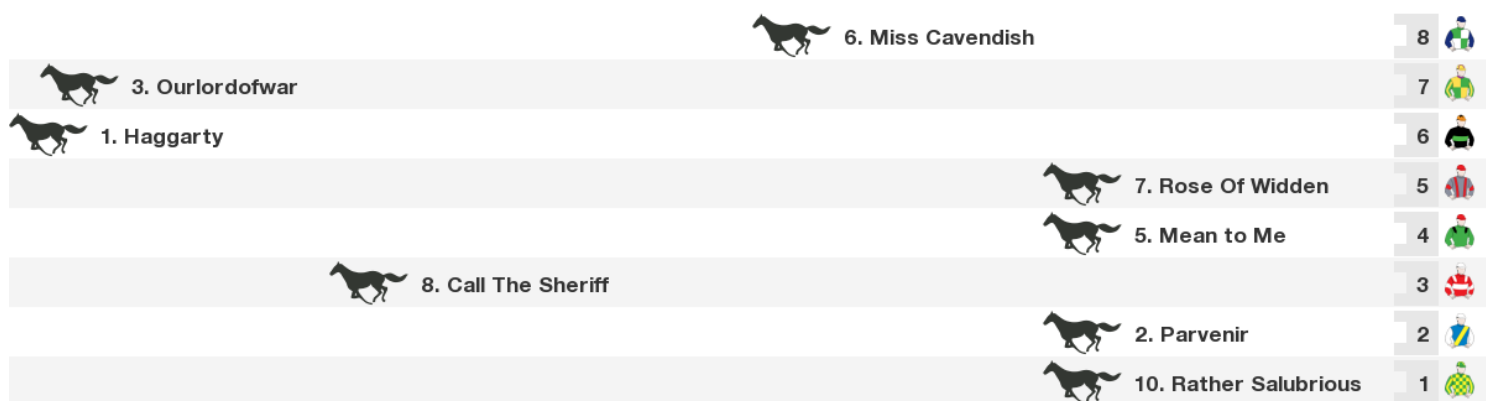 6. Miss Cavendish 8
3. Ourlordofwar 7
1. Haggarty 6
7. Rose Of Widden 5
5. Mean to Me 4
8. Call The Sheriff 3
2. Parvenir 2
10. Rather Salubrious 1